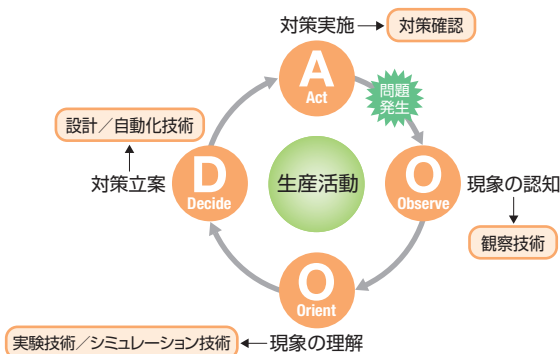 対策実施
対策確認
A
Act
問題
発生
設計／自動化技術
対策立案
D
Decide
生産活動
O
Observe
現象の認知
観察技術
O
Orient
実験技術／シミュレーション技術
現象の理解